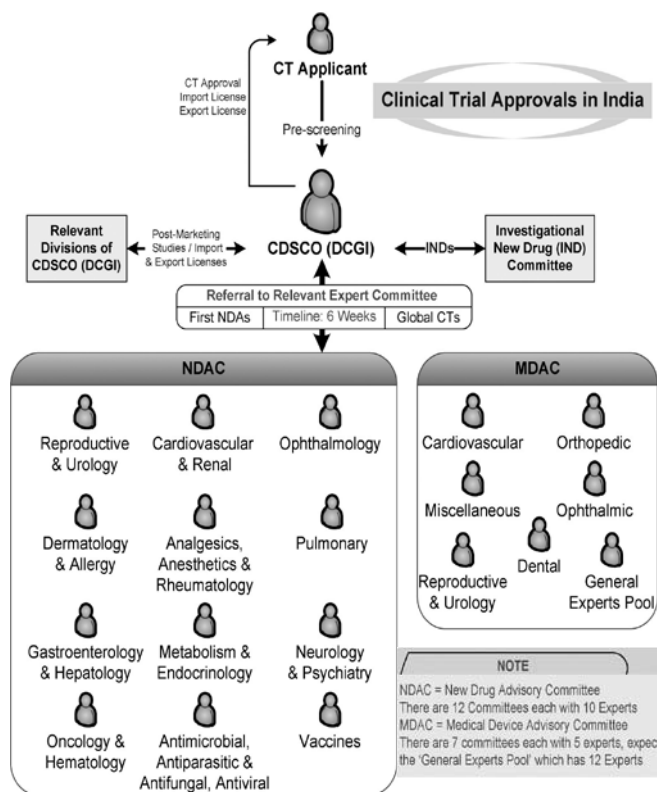 CT Applicant
CT Approval
Import License
Export License
Clinical Trial Approvals in India
Pre-screening
Relevant
Divisions of
CDSCO (DCGI)
Post-Marketing
Studies / Import
& Export Licenses
CDSCO (DCGI)
INDs
Investigational
New Drug (IND)
Committee
Referral to Relevant Expert Committee
First NDAs
Timeline: 6 Weeks
Global CTs
NDAC
Reproductive
& Urology
Cardiovascular
& Renal
Ophthalmology
Dermatology
& Allergy
Analgesics,
Anesthetics &
Rheumatology
Pulmonary
Gastroenterology
& Hepatology
Metabolism &
Endocrinology
Neurology
& Psychiatry
Oncology &
Hematology
Antimicrobial,
Antiparasitic &
Antifungal, Antiviral
Vaccines
MDAC
Cardiovascular
Orthopedic
Miscellaneous
Ophthalmic
Reproductive
& Urology
Dental
General
Experts Pool
NOTE
NDAC = New Drug Advisory Committee
There are 12 Committees each with 10 Experts
MDAC = Medical Device Advisory Committee
There are 7 committees each with 5 experts, expec
the 'General Experts Pool' which has 12 Experts